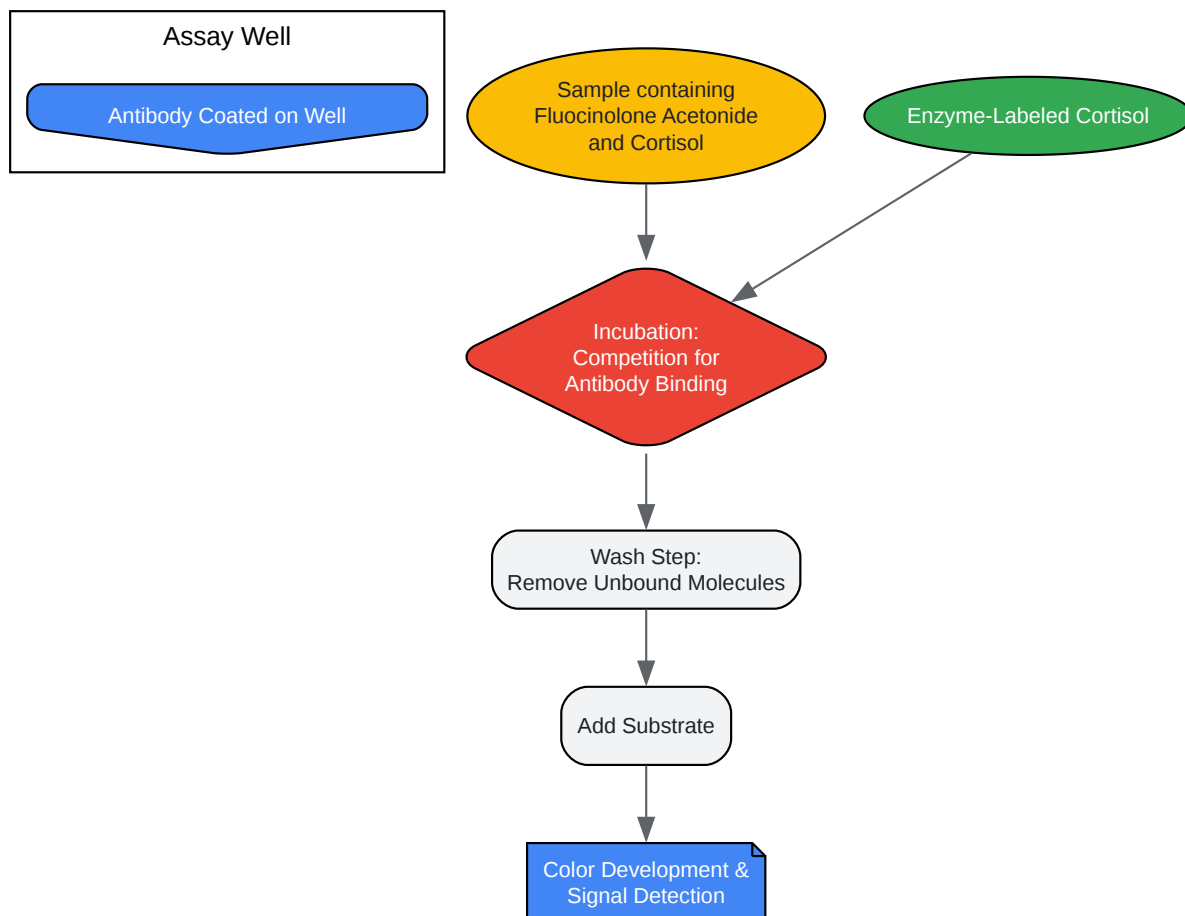 Assay Well
Antibody Coated on Well
Sample containing
Fluocinolone Acetonide
and Cortisol
Enzyme-Labeled Cortisol
Incubation:
Competition for
Antibody Binding
Wash Step:
Remove Unbound Molecules
Add Substrate
Color Development &
Signal Detection